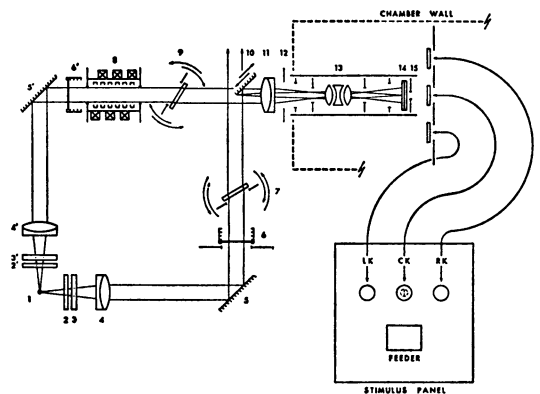 CHAMBER WALL
10 11 12
9
8
6'
13 14 15
5'
7
4'
6
3'
2'
1
2 3 4
5
LK CK RK
FEEDER
STIMULUS PANEL